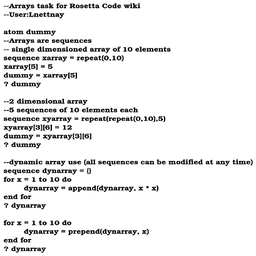 --Arrays task for Rosetta Code wiki
--User:Lnettnay

atom dummy
--Arrays are sequences
-- single dimensioned array of 10 elements
sequence xarray = repeat(0,10)
xarray[5] = 5
dummy = xarray[5]
? dummy

--2 dimensional array
--5 sequences of 10 elements each
sequence xyarray = repeat(repeat(0,10),5)
xyarray[3][6] = 12
dummy = xyarray[3][6]
? dummy

--dynamic array use (all sequences can be modified at any time)
sequence dynarray = {}
for x = 1 to 10 do
        dynarray = append(dynarray, x * x)
end for
? dynarray

for x = 1 to 10 do
        dynarray = prepend(dynarray, x)
end for
? dynarray